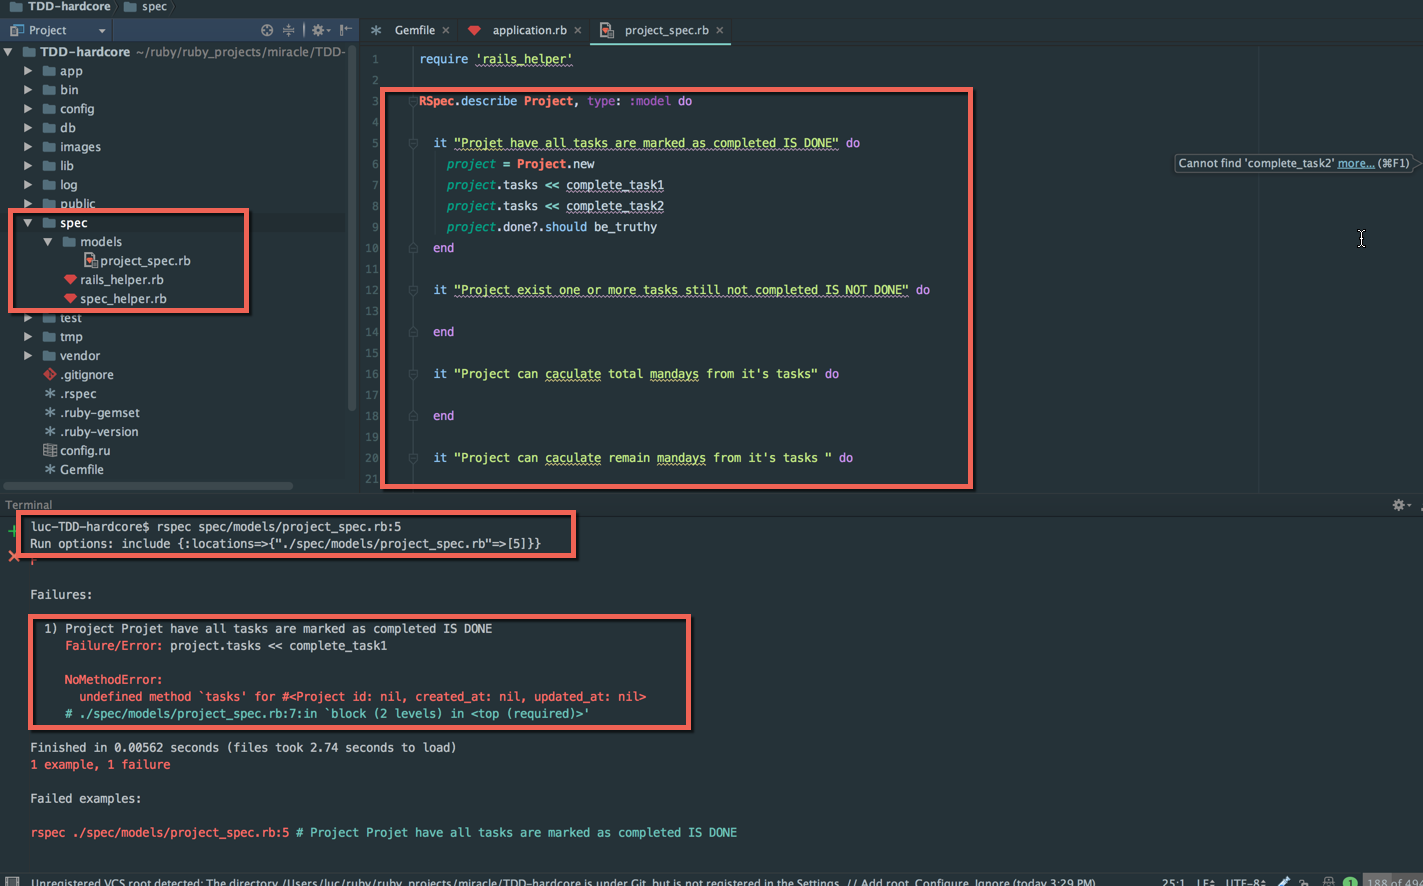 TDD-hardcore spec
Project
Gemfile application.rb project_spec.rb
TDD-hardcore ~/ruby/ruby_projects/miracle/TDD-
app
bin
config
db
images
lib
log
public
spec
models
project_spec.rb
rails_helper.rb
spec_helper.rb
test
tmp
vendor
.gitignore
.rspec
.ruby-gemset
.ruby-version
config.ru
Gemfile
1 require 'rails_helper'
2
3 RSpec.describe Project, type: :model do
4
5 it "Projet have all tasks are marked as completed IS DONE" do
6 project = Project.new
7 project.tasks << complete_task1
8 project.tasks << complete_task2
9 project.done?.should be_truthy
10 end
11
12 it "Project exist one or more tasks still not completed IS NOT DONE" do
13
14 end
15
16 it "Project can caculate total mandays from it's tasks" do
17
18 end
19
20 it "Project can caculate remain mandays from it's tasks " do
21
Cannot find 'complete_task2' more... (⌘F1)
Terminal
luc-TDD-hardcore$ rspec spec/models/project_spec.rb:5
Run options: include {:locations=>{"./spec/models/project_spec.rb"=>[5]}}
Failures:
1) Project Projet have all tasks are marked as completed IS DONE
Failure/Error: project.tasks << complete_task1
NoMethodError:
undefined method `tasks' for #<Project id: nil, created_at: nil, updated_at: nil>
# ./spec/models/project_spec.rb:7:in `block (2 levels) in <top (required)>'
Finished in 0.00562 seconds (files took 2.74 seconds to load)
1 example, 1 failure
Failed examples:
rspec ./spec/models/project_spec.rb:5 # Project Projet have all tasks are marked as completed IS DONE
Unregistered VCS root detected: The directory /Users/luc/ruby/ruby_projects/miracle/TDD-hardcore is under Git, but is not registered in the Settings. // Add root Configure Ignore (today 3:29 PM) 25:1 LF UTF-8 1 188 of 494